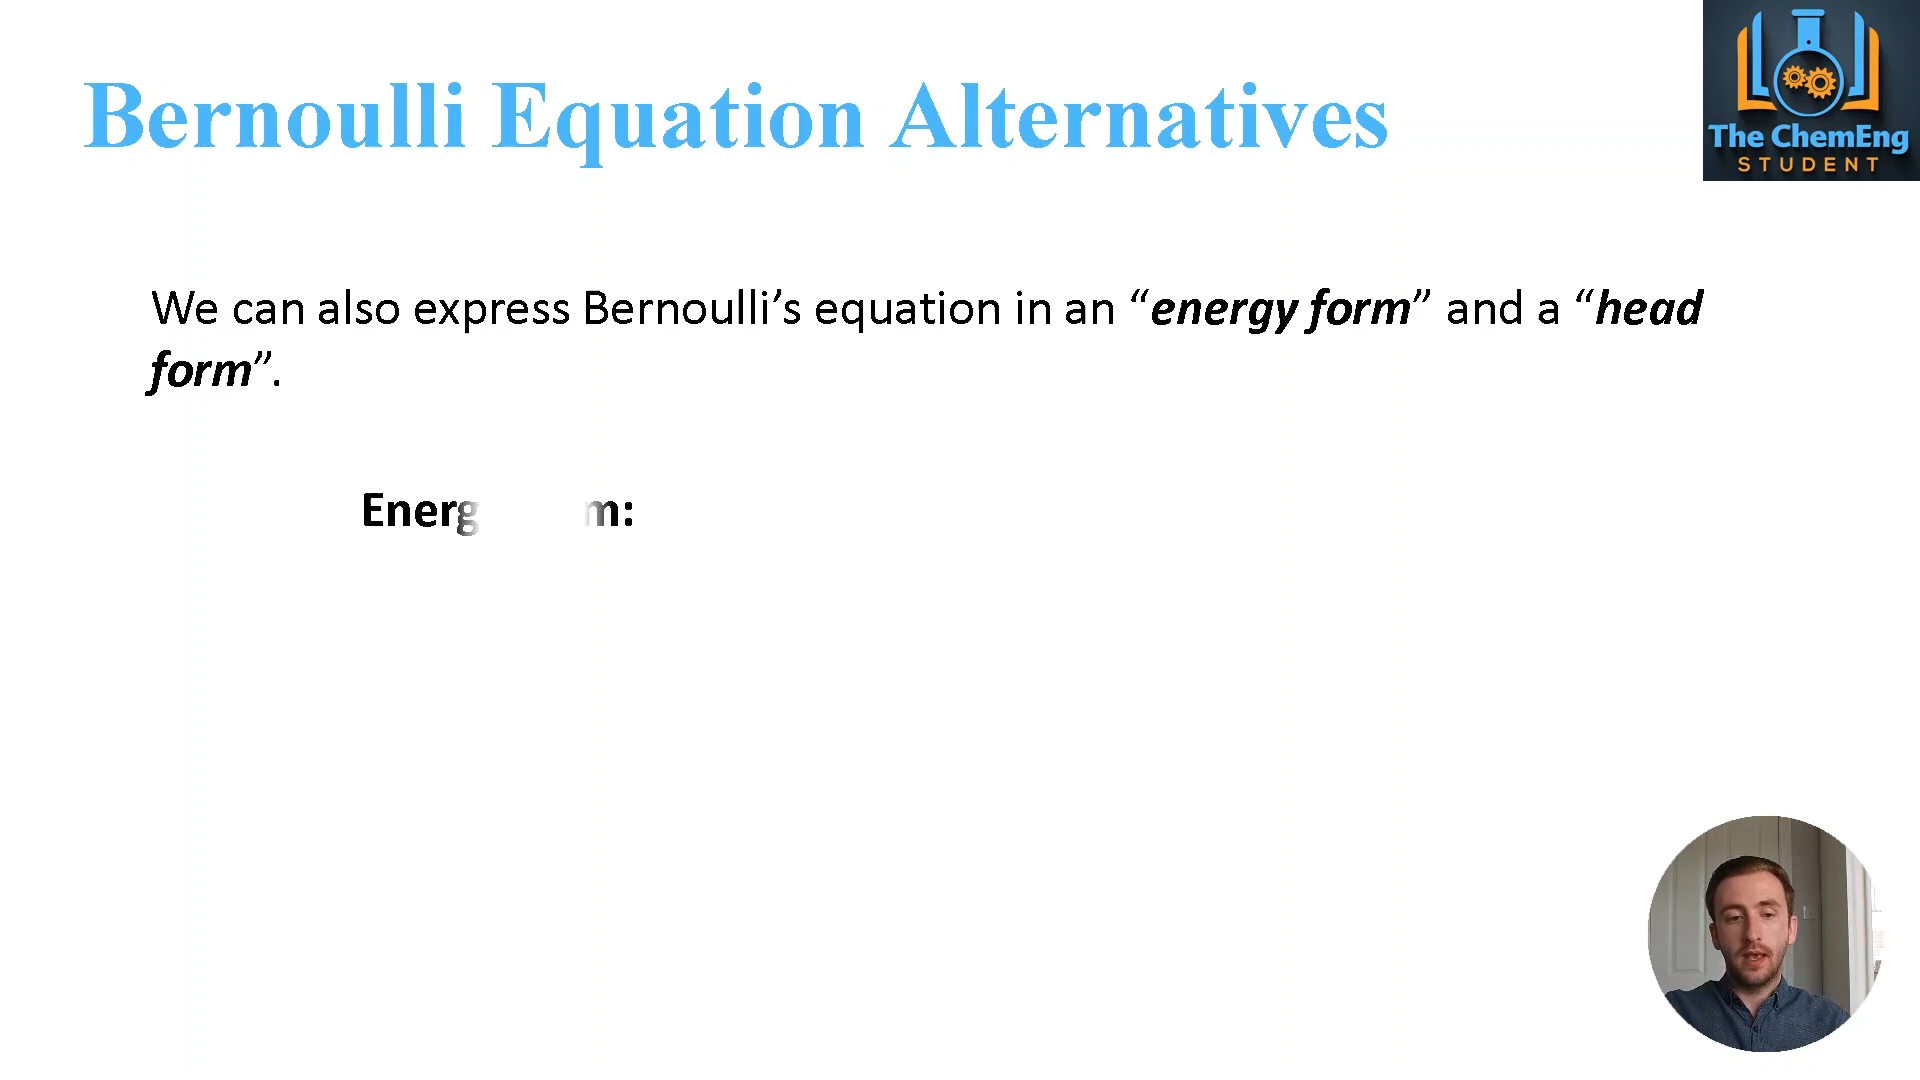 Bernoulli Equation Alternatives
The ChemEng
STUDENT
We can also express Bernoulli’s equation in an “energy form” and a “head
form”.
Energ m: